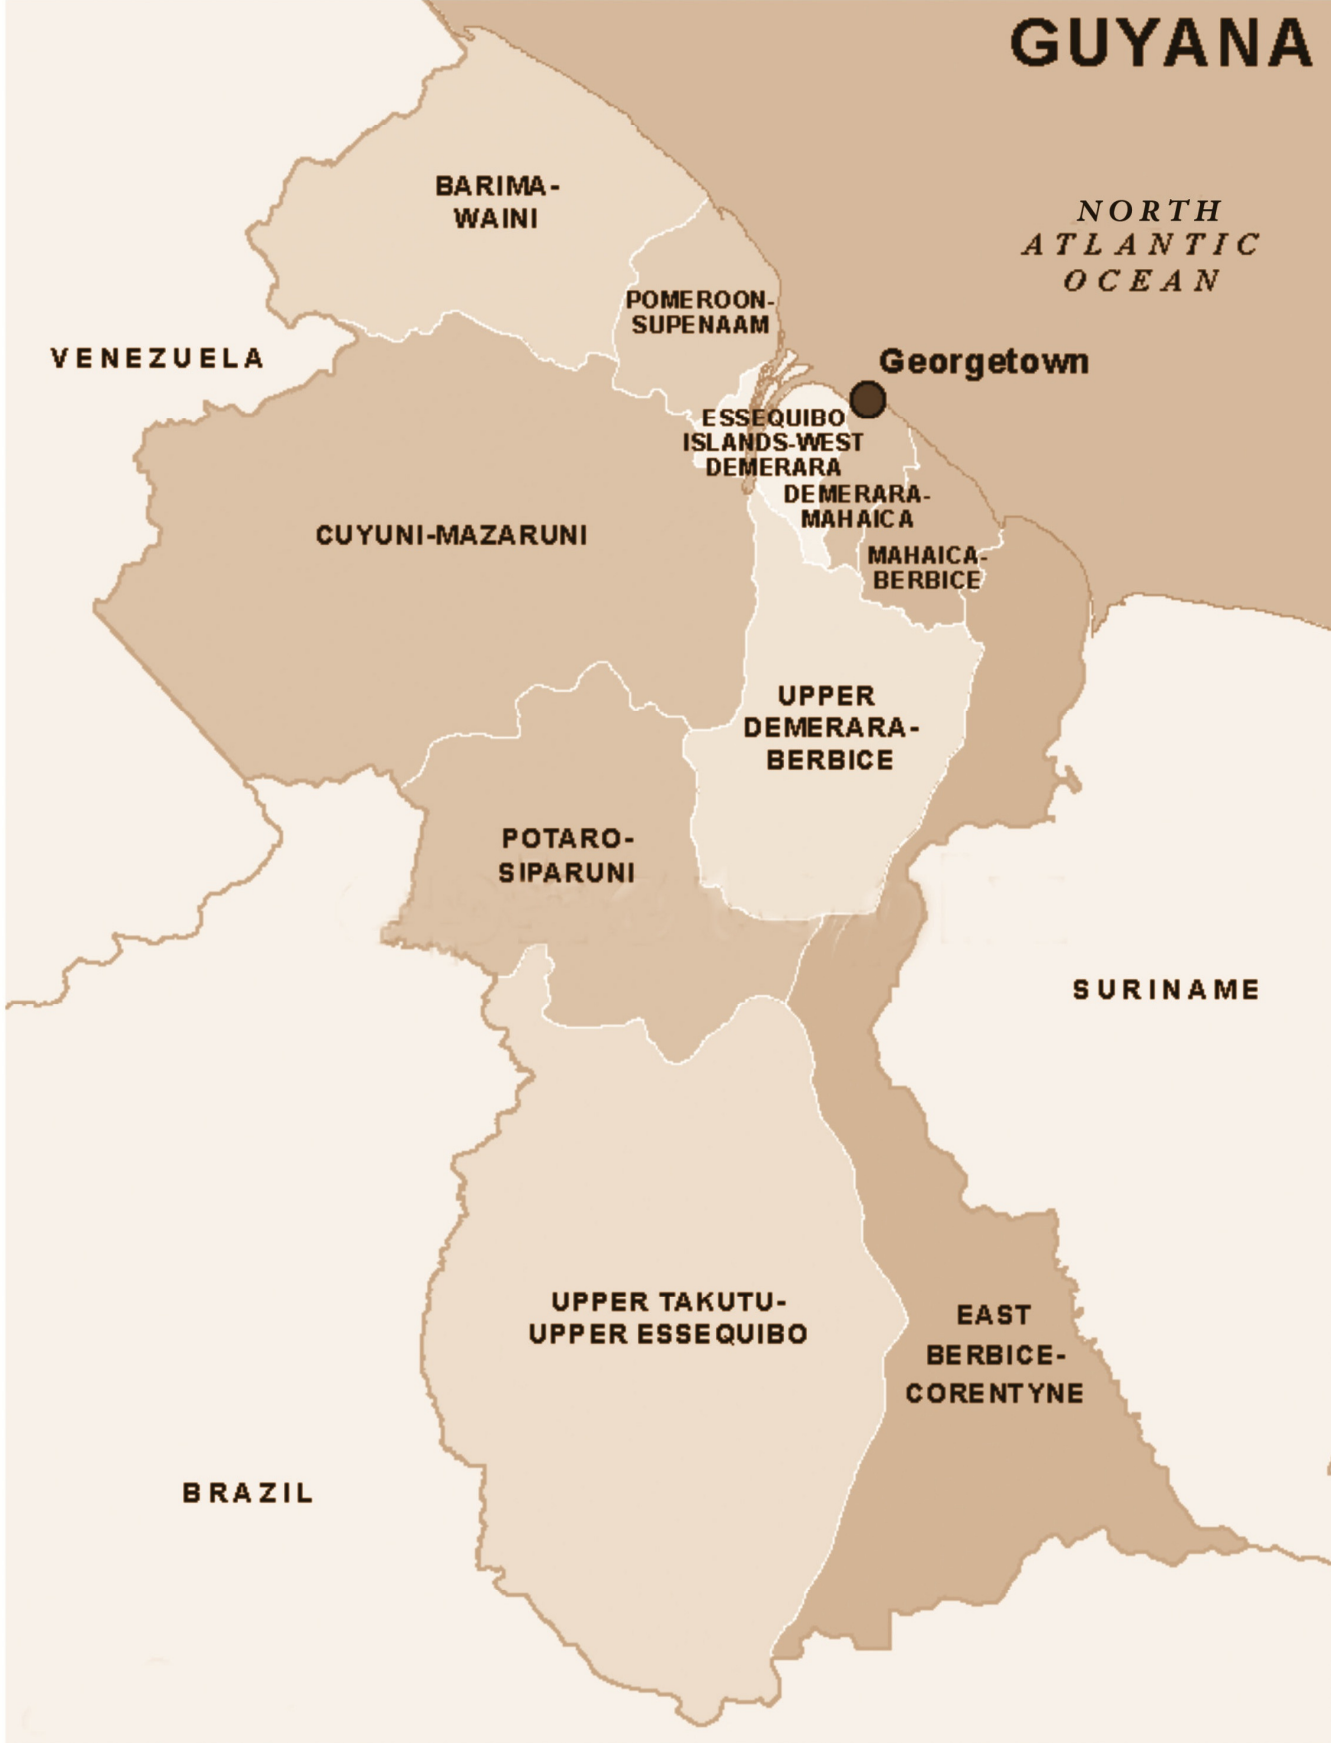 GUYANA
NORTH
ATLANTIC
OCEAN
BARIMA-
WAINI
POMEROON-
SUPENAAM
VENEZUELA
Georgetown
ESSEQUIBO
ISLANDS-WEST
DEMERARA
DEMERARA-
MAHAICA
CUYUNI-MAZARUNI
MAHAICA-
BERBICE
UPPER
DEMERARA-
BERBICE
POTARO-
SIPARUNI
SURINAME
UPPER TAKUTU-
UPPER ESSEQUIBO
EAST
BERBICE-
CORENTYNE
BRAZIL